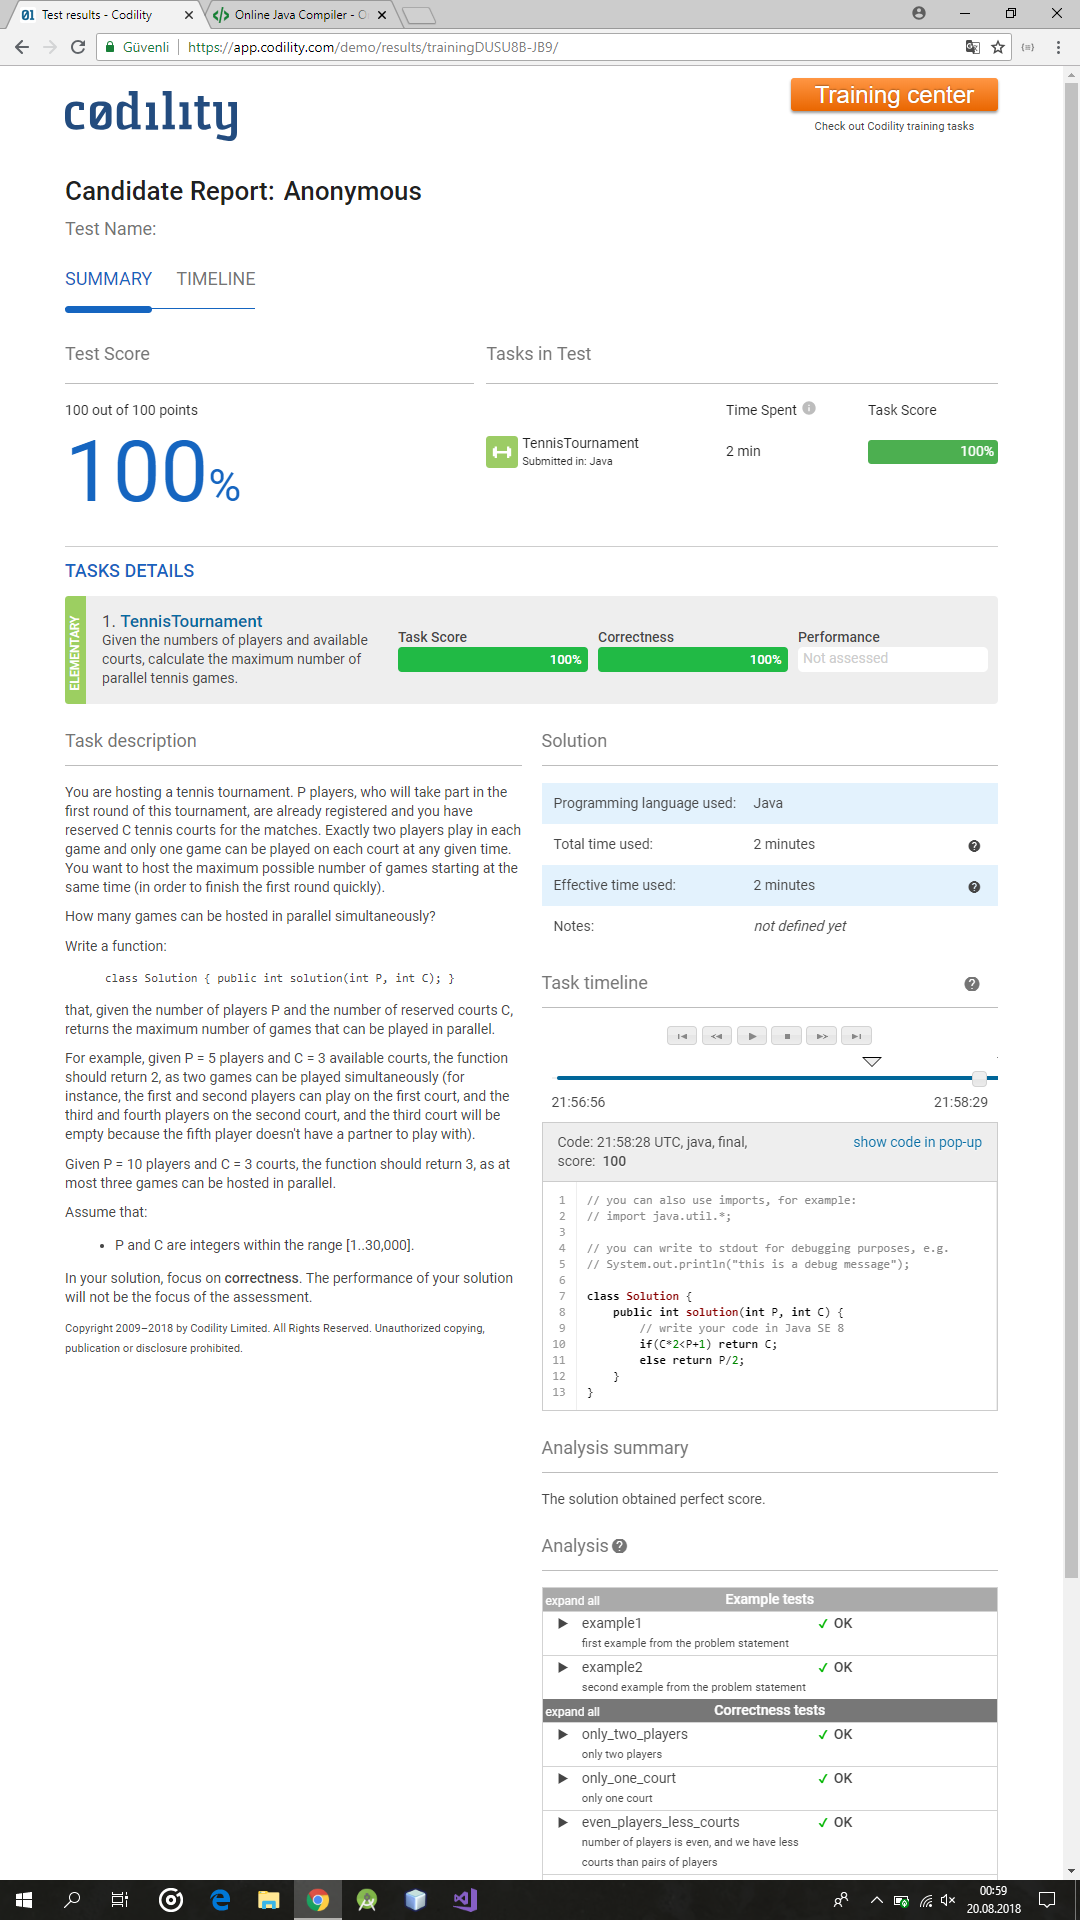 Test results - Codility
Online Java Compiler - O
Güvenli
https://app.codility.com/demo/results/trainingDUSU8B-JB9/
codility
Training center
Check out Codility training tasks
Candidate Report: Anonymous
Test Name:
SUMMARY TIMELINE
Test Score
100 out of 100 points
100%
Tasks in Test
Time Spent
Task Score
TennisTournament
Submitted in: Java
2 min
100%
TASKS DETAILS
ELEMENTARY
1. TennisTournament
Given the numbers of players and available
courts, calculate the maximum number of
parallel tennis games.
Task Score
100%
Correctness
100%
Performance
Not assessed
Task description
You are hosting a tennis tournament. P players, who will take part in the
first round of this tournament, are already registered and you have
reserved C tennis courts for the matches. Exactly two players play in each
game and only one game can be played on each court at any given time.
You want to host the maximum possible number of games starting at the
same time (in order to finish the first round quickly).
How many games can be hosted in parallel simultaneously?
Write a function:
class Solution { public int solution(int P, int C); }
that, given the number of players P and the number of reserved courts C,
returns the maximum number of games that can be played in parallel.
For example, given P = 5 players and C = 3 available courts, the function
should return 2, as two games can be played simultaneously (for
instance, the first and second players can play on the first court, and the
third and fourth players on the second court, and the third court will be
empty because the fifth player doesn't have a partner to play with).
Given P = 10 players and C = 3 courts, the function should return 3, as at
most three games can be hosted in parallel.
Assume that:
• P and C are integers within the range [1..30,000].
In your solution, focus on correctness. The performance of your solution
will not be the focus of the assessment.
Copyright 2009–2018 by Codility Limited. All Rights Reserved. Unauthorized copying,
publication or disclosure prohibited.
Solution
Programming language used: Java
Total time used: 2 minutes
Effective time used: 2 minutes
Notes: not defined yet
Task timeline
21:56:56
21:58:29
Code: 21:58:28 UTC, java, final,
score: 100
show code in pop-up
1 // you can also use imports, for example:
2 // import java.util.*;
3
4 // you can write to stdout for debugging purposes, e.g.
5 // System.out.println("this is a debug message");
6
7 class Solution {
8 public int solution(int P, int C) {
9 // write your code in Java SE 8
10 if(C*2<P+1) return C;
11 else return P/2;
12 }
13 }
Analysis summary
The solution obtained perfect score.
Analysis
expand all Example tests
example1 ✓ OK
first example from the problem statement
example2 ✓ OK
second example from the problem statement
expand all Correctness tests
only_two_players ✓ OK
only two players
only_one_court ✓ OK
only one court
even_players_less_courts ✓ OK
number of players is even, and we have less
courts than pairs of players
00:59
20.08.2018